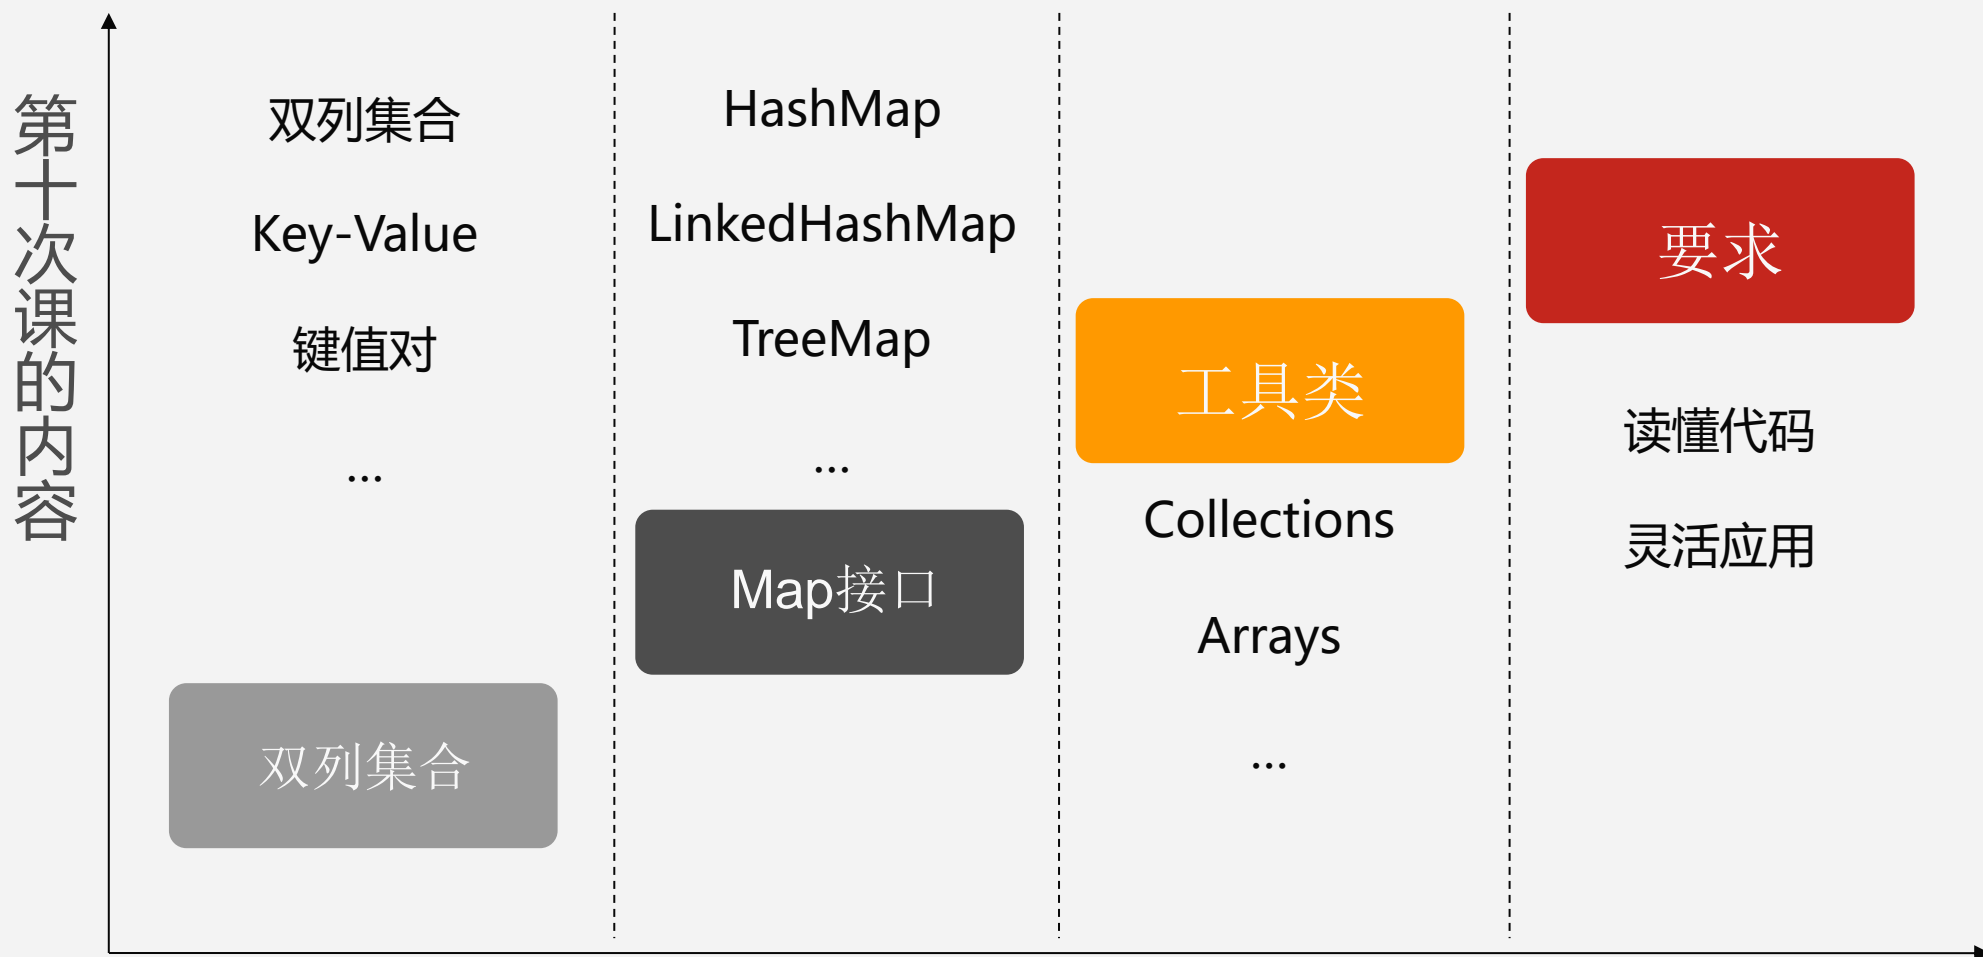 第十次课的内容
双列集合
Key-Value
键值对
...
双列集合
HashMap
LinkedHashMap
TreeMap
...
Map接口
工具类
Collections
Arrays
...
要求
读懂代码
灵活应用